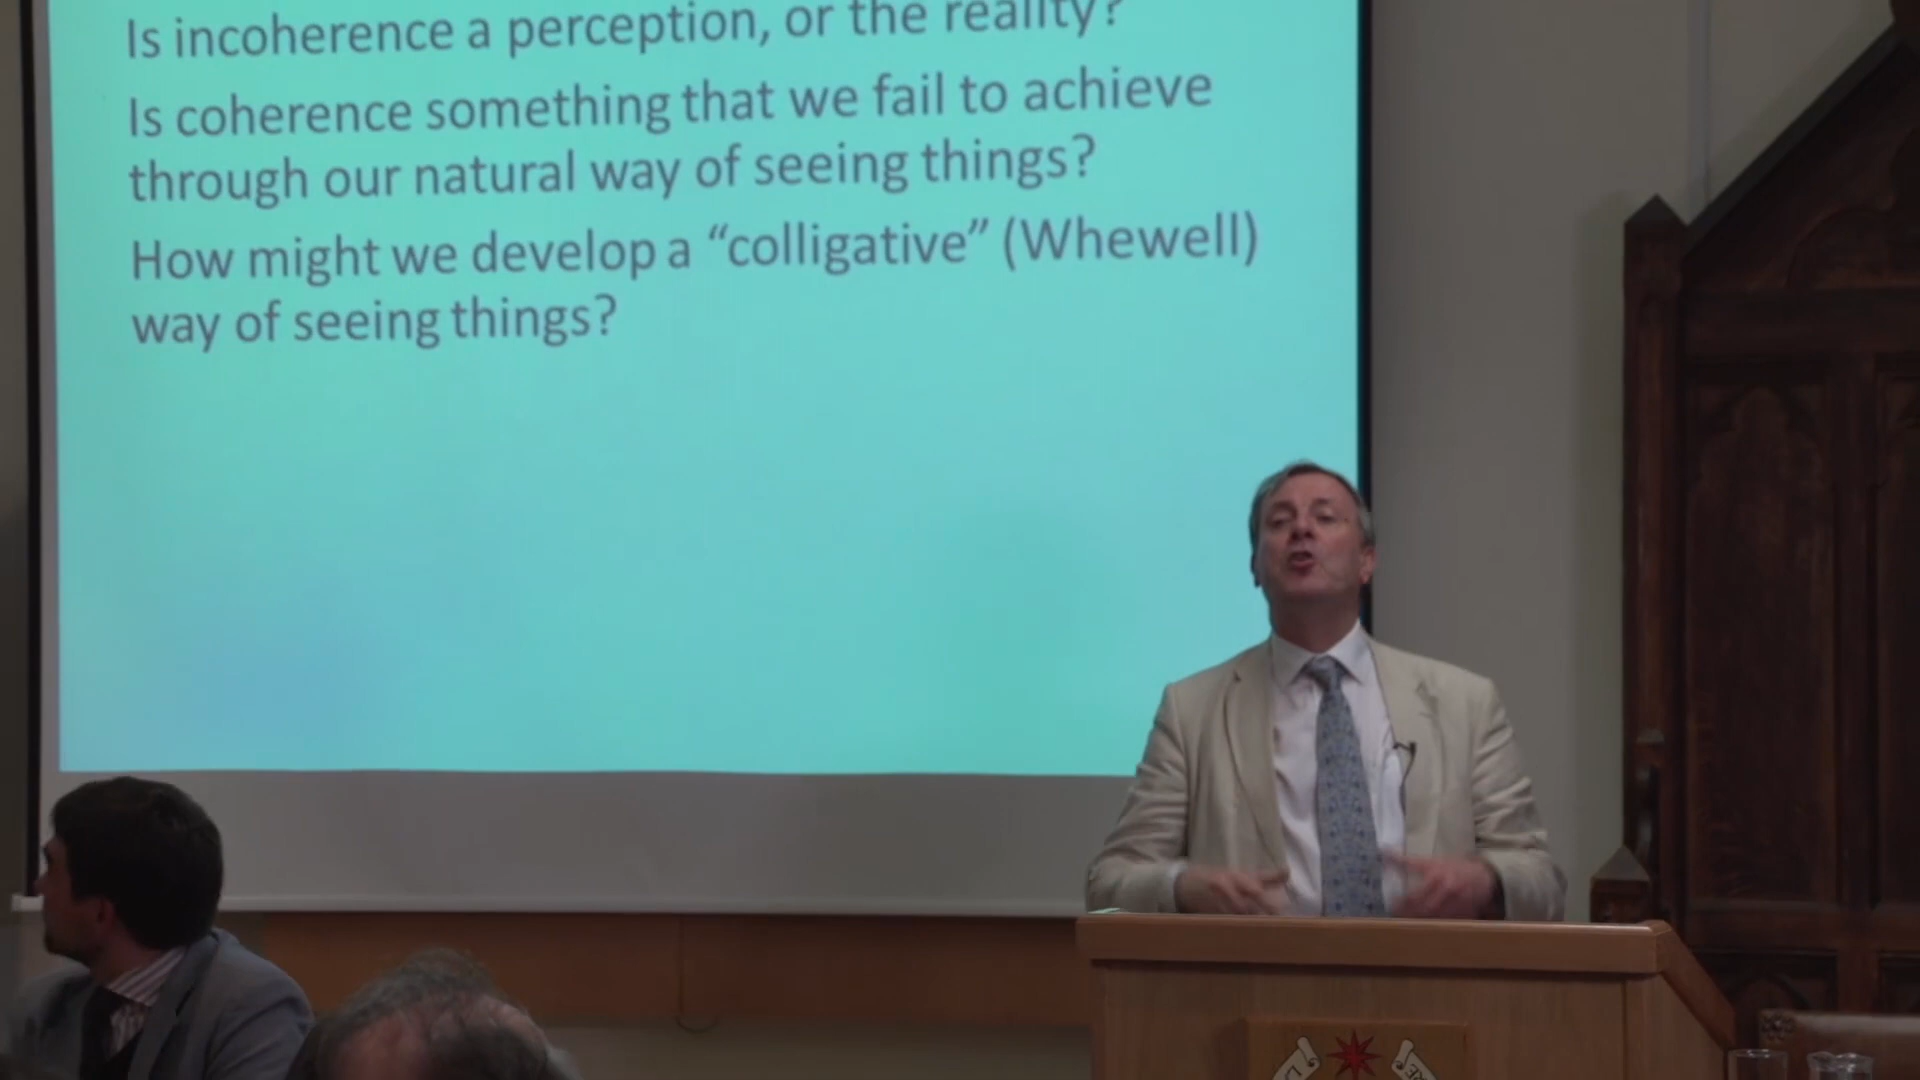 Is incoherence a perception, or the reality?
Is coherence something that we fail to achieve
through our natural way of seeing things?
How might we develop a “colligative” (Whewell)
way of seeing things?